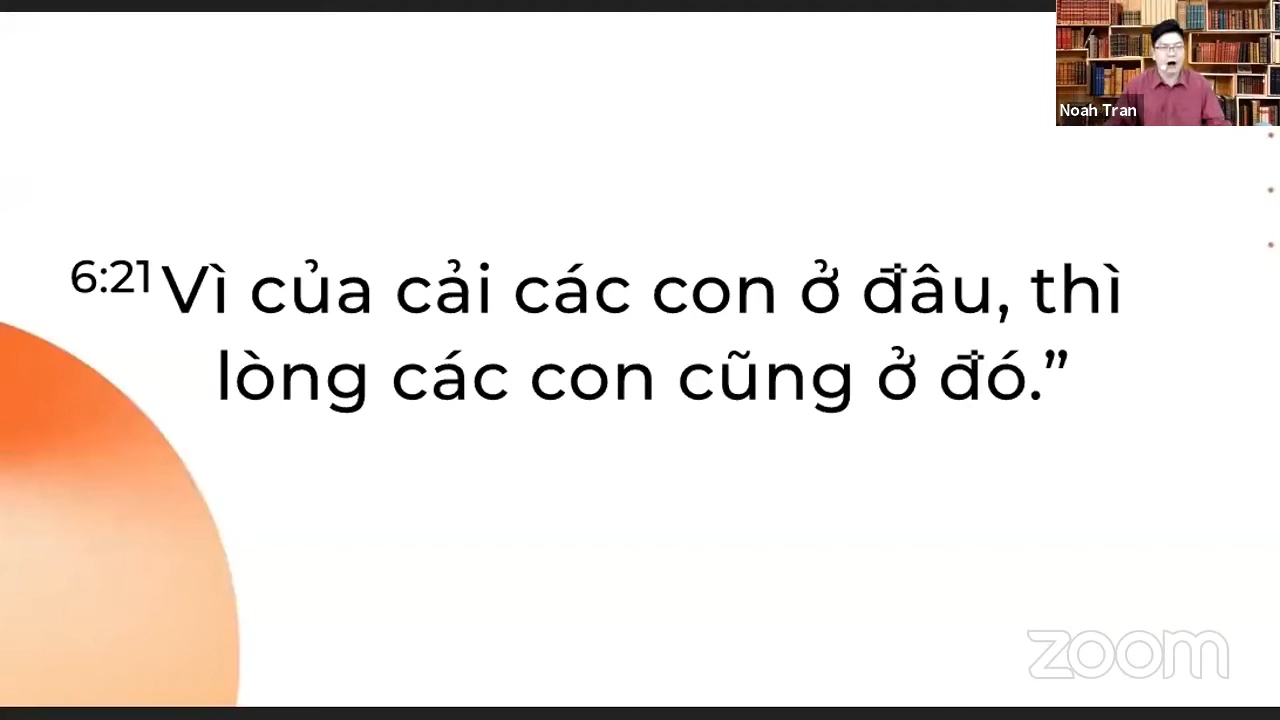 Noah Tran
6:21 Vì của cải các con ở đâu, thì
lòng các con cũng ở đó.”
zoom